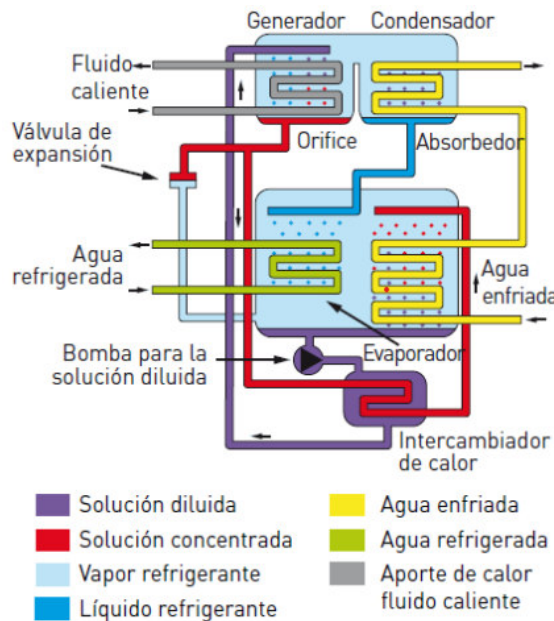 Generador
Condensador
Fluido
caliente
Orifice
Absorbedor
Válvula de
expansión
Agua
refrigerada
Agua
enfriada
Evaporador
Bomba para la
solución diluida
Intercambiador
de calor
Solución diluida
Solución concentrada
Vapor refrigerante
Líquido refrigerante
Agua enfriada
Agua refrigerada
Aporte de calor
fluido caliente